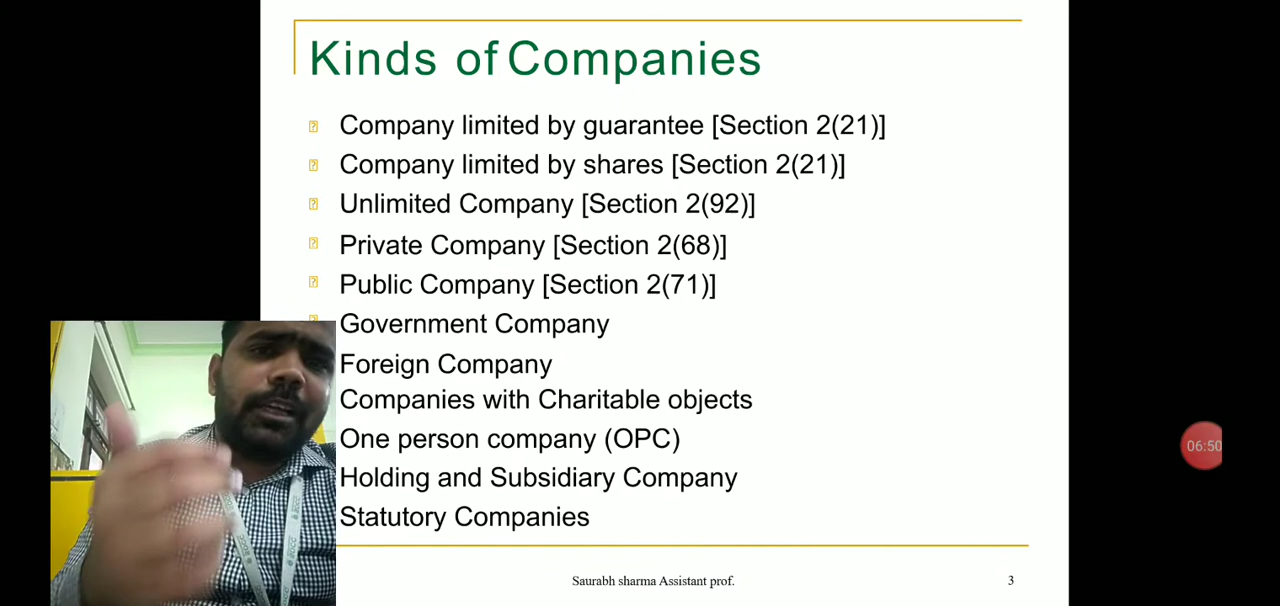 Kinds of Companies
Company limited by guarantee [Section 2(21)]
Company limited by shares [Section 2(21)]
Unlimited Company [Section 2(92)]
Private Company [Section 2(68)]
Public Company [Section 2(71)]
Government Company
Foreign Company
Companies with Charitable objects
One person company (OPC)
Holding and Subsidiary Company
Statutory Companies
06:50
Saurabh sharma Assistant prof.
3